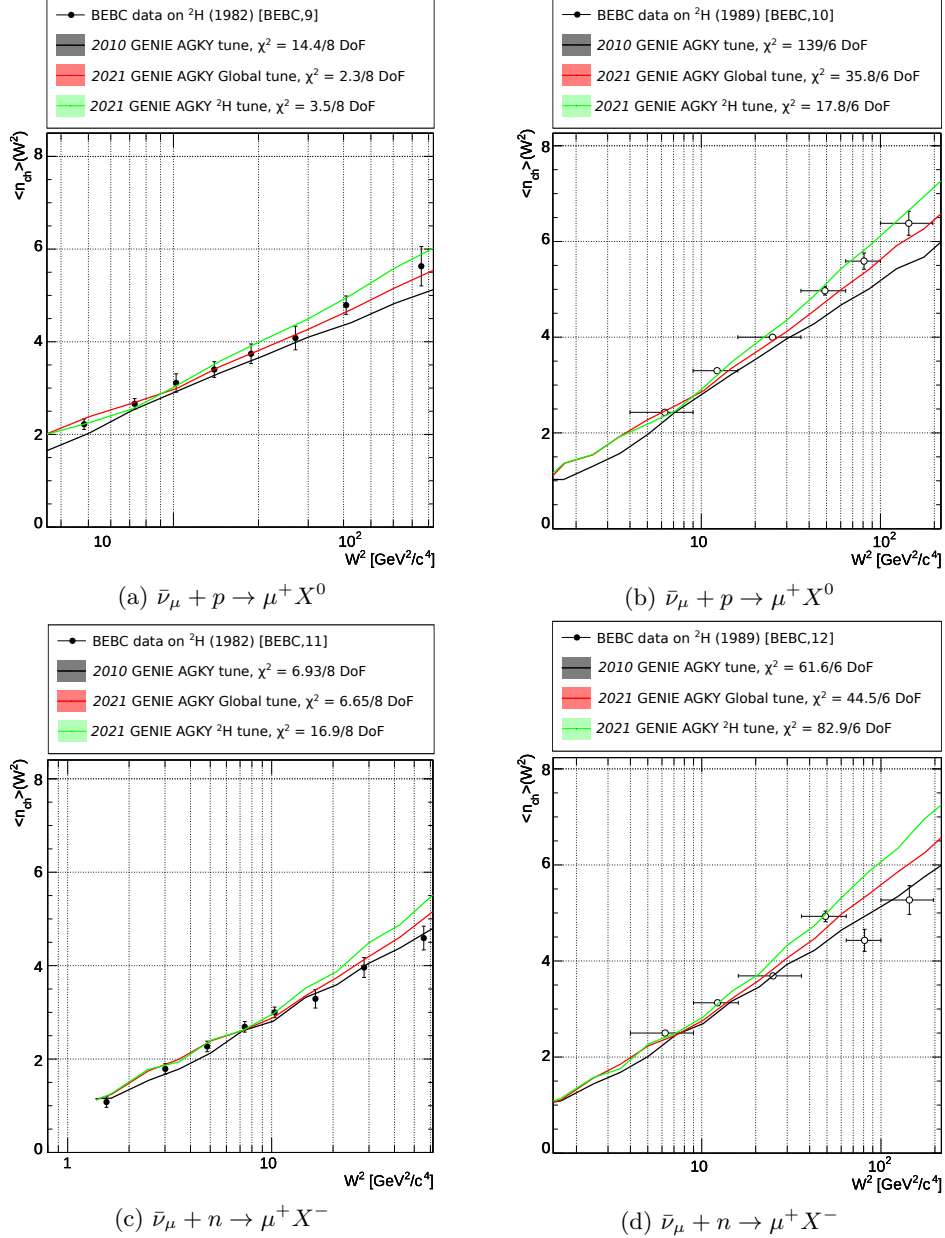 BEBC data on ²H (1982) [BEBC,9]
2010 GENIE AGKY tune, χ² = 14.4/8 DoF
2021 GENIE AGKY Global tune, χ² = 2.3/8 DoF
2021 GENIE AGKY ²H tune, χ² = 3.5/8 DoF
<n_ch>(W²)
8
6
4
2
0
10
10²
W² [GeV²/c⁴]
(a) ν̄_μ + p → μ⁺X⁰
BEBC data on ²H (1989) [BEBC,10]
2010 GENIE AGKY tune, χ² = 139/6 DoF
2021 GENIE AGKY Global tune, χ² = 35.8/6 DoF
2021 GENIE AGKY ²H tune, χ² = 17.8/6 DoF
<n_ch>(W²)
8
6
4
2
0
10
10²
W² [GeV²/c⁴]
(b) ν̄_μ + p → μ⁺X⁰
BEBC data on ²H (1982) [BEBC,11]
2010 GENIE AGKY tune, χ² = 6.93/8 DoF
2021 GENIE AGKY Global tune, χ² = 6.65/8 DoF
2021 GENIE AGKY ²H tune, χ² = 16.9/8 DoF
<n_ch>(W²)
8
6
4
2
0
1
10
W² [GeV²/c⁴]
(c) ν̄_μ + n → μ⁺X⁻
BEBC data on ²H (1989) [BEBC,12]
2010 GENIE AGKY tune, χ² = 61.6/6 DoF
2021 GENIE AGKY Global tune, χ² = 44.5/6 DoF
2021 GENIE AGKY ²H tune, χ² = 82.9/6 DoF
<n_ch>(W²)
8
6
4
2
0
10
10²
W² [GeV²/c⁴]
(d) ν̄_μ + n → μ⁺X⁻